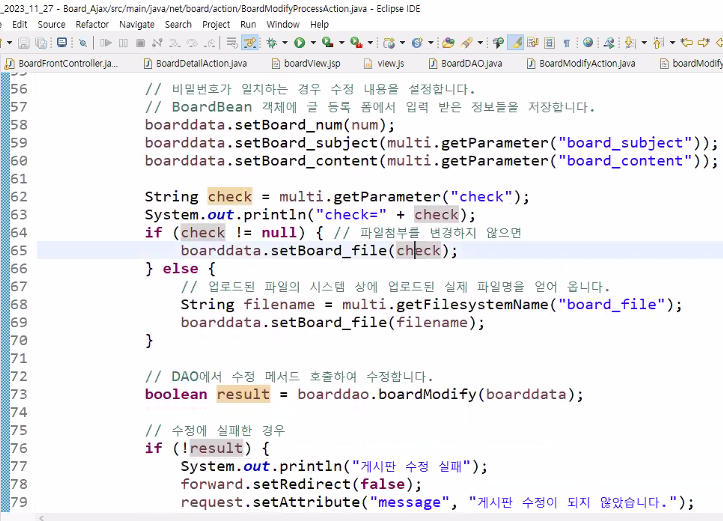 _2023_11_27 - Board_Ajax/src/main/java/net/board/action/BoardModifyProcessAction.java - Eclipse IDE
Edit Source Refactor Navigate Search Project Run Window Help
BoardFrontController.ja... BoardDetailAction.java boardView.jsp view.js BoardDAO.java BoardModifyAction.java boardModify
56 // 비밀번호가 일치하는 경우 수정 내용을 설정합니다.
57 // BoardBean 객체에 글 등록 폼에서 입력 받은 정보들을 저장합니다.
58 boarddata.setBoard_num(num);
59 boarddata.setBoard_subject(multi.getParameter("board_subject"));
60 boarddata.setBoard_content(multi.getParameter("board_content"));
61
62 String check = multi.getParameter("check");
63 System.out.println("check=" + check);
64 if (check != null) { // 파일첨부를 변경하지 않으면
65 boarddata.setBoard_file(check);
66 } else {
67 // 업로드된 파일의 시스템 상에 업로드된 실제 파일명을 얻어 옵니다.
68 String filename = multi.getFilesystemName("board_file");
69 boarddata.setBoard_file(filename);
70 }
71
72 // DAO에서 수정 메서드 호출하여 수정합니다.
73 boolean result = boarddao.boardModify(boarddata);
74
75 // 수정에 실패한 경우
76 if (!result) {
77 System.out.println("게시판 수정 실패");
78 forward.setRedirect(false);
79 request.setAttribute("message", "게시판 수정이 되지 않았습니다.");